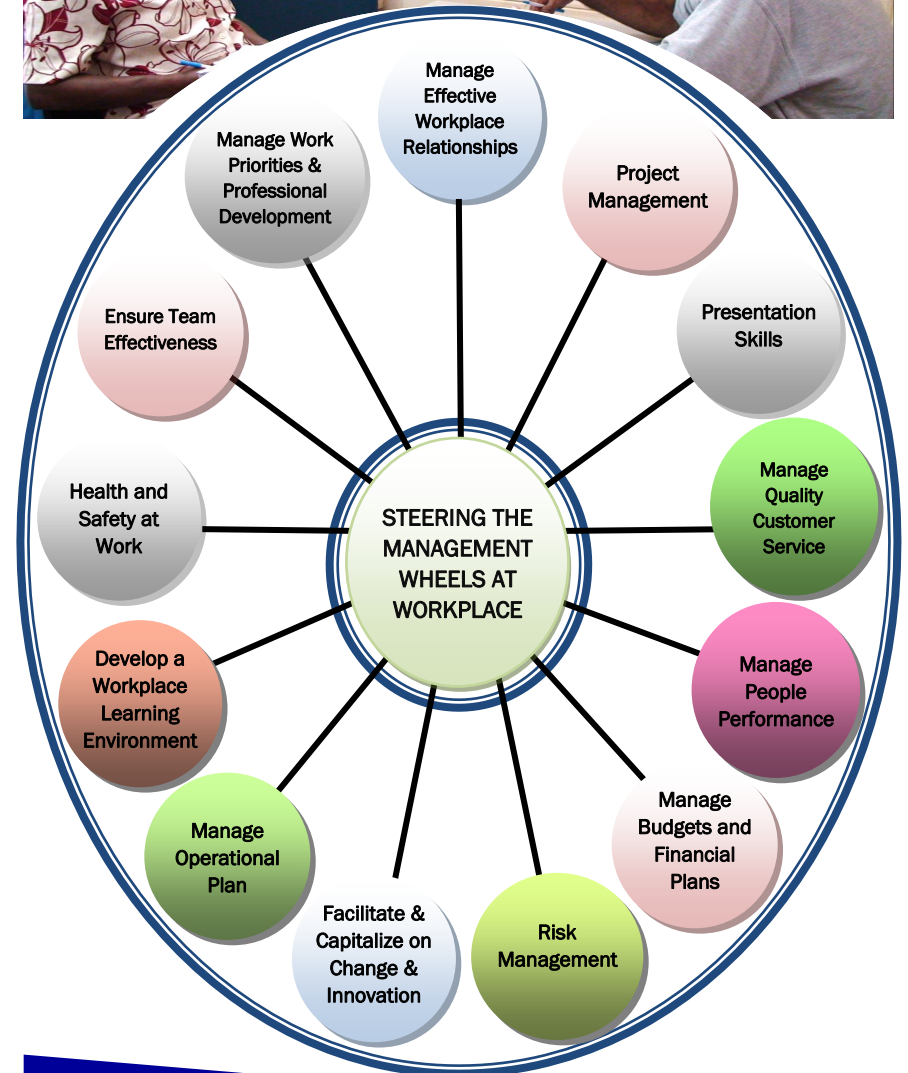 Manage
Effective
Workplace
Relationships
Project
Management
Presentation
Skills
Manage
Quality
Customer
Service
Manage
People
Performance
Manage
Budgets and
Financial
Plans
Risk
Management
Facilitate &
Capitalize on
Change &
Innovation
Manage
Operational
Plan
Develop a
Workplace
Learning
Environment
Health and
Safety at
Work
Ensure Team
Effectiveness
Manage Work
Priorities &
Professional
Development
STEERING THE
MANAGEMENT
WHEELS AT
WORKPLACE